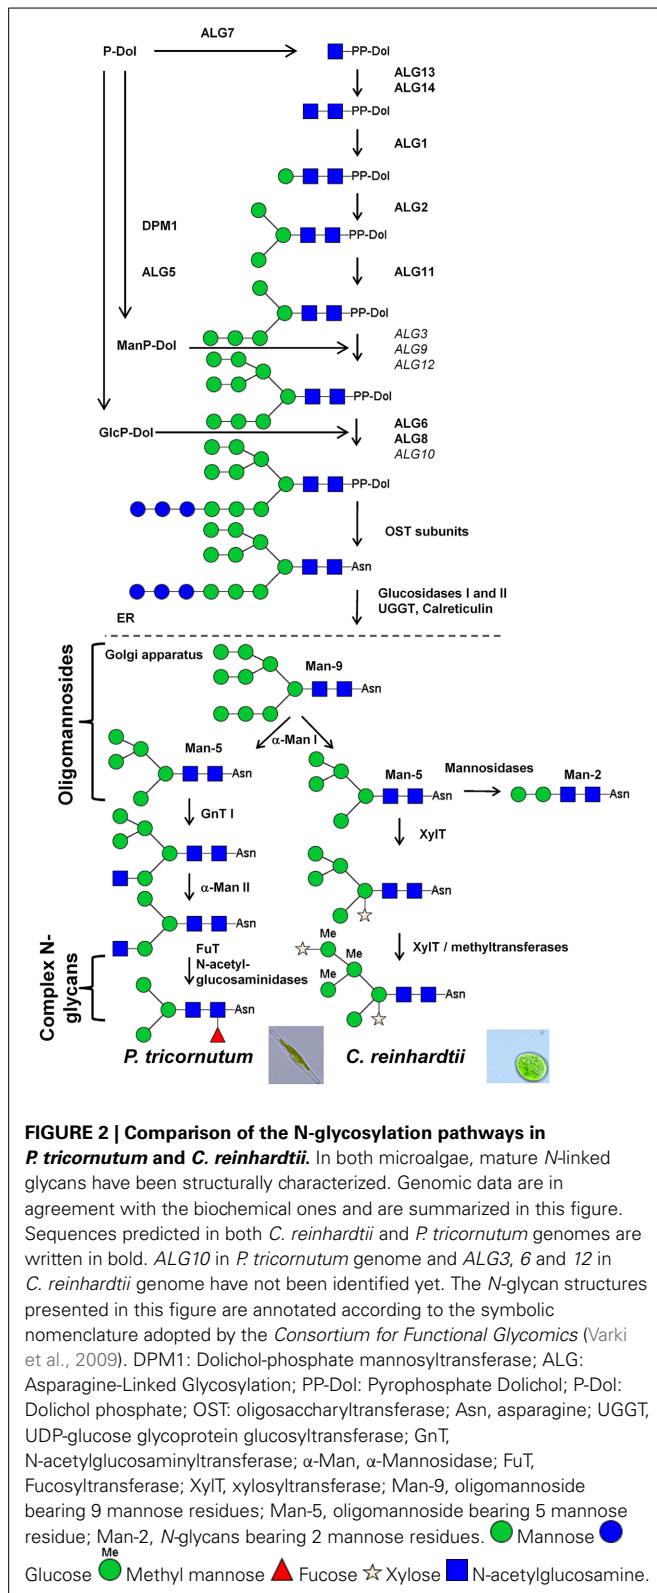 ALG7
P-Dol
PP-Dol
ALG13
ALG14
PP-Dol
ALG1
PP-Dol
ALG2
DPM1
PP-Dol
ALG5
ALG11
PP-Dol
ALG3
ManP-Dol
ALG9
ALG12
PP-Dol
GlcP-Dol
ALG6
ALG8
ALG10
PP-Dol
OST subunits
Asn
Glucosidases I and II
UGGT, Calreticulin
ER
Golgi apparatus
Man-9
Asn
Oligomannosides
α-Man I
Man-5
Asn
Man-5
Asn
Mannosidases
Man-2
Asn
GnT I
XylT
Asn
Asn
α-Man II
Asn
Me
Me
Me
XylT / methyltransferases
FuT
N-acetyl-
glucosaminidases
Asn
Complex N-
glycans
Asn
P. tricornutum
C. reinhardtii
FIGURE 2 | Comparison of the N-glycosylation pathways in
P. tricornutum and C. reinhardtii. In both microalgae, mature N-linked
glycans have been structurally characterized. Genomic data are in
agreement with the biochemical ones and are summarized in this figure.
Sequences predicted in both C. reinhardtii and P. tricornutum genomes are
written in bold. ALG10 in P. tricornutum genome and ALG3, 6 and 12 in
C. reinhardtii genome have not been identified yet. The N-glycan structures
presented in this figure are annotated according to the symbolic
nomenclature adopted by the Consortium for Functional Glycomics (Varki
et al., 2009). DPM1: Dolichol-phosphate mannosyltransferase; ALG:
Asparagine-Linked Glycosylation; PP-Dol: Pyrophosphate Dolichol; P-Dol:
Dolichol phosphate; OST: oligosaccharyltransferase; Asn, asparagine; UGGT,
UDP-glucose glycoprotein glucosyltransferase; GnT,
N-acetylglucosaminyltransferase; α-Man, α-Mannosidase; FuT,
Fucosyltransferase; XylT, xylosyltransferase; Man-9, oligomannoside
bearing 9 mannose residues; Man-5, oligomannoside bearing 5 mannose
residue; Man-2, N-glycans bearing 2 mannose residues. Mannose
Me
Glucose Methyl mannose Fucose Xylose N-acetylglucosamine.